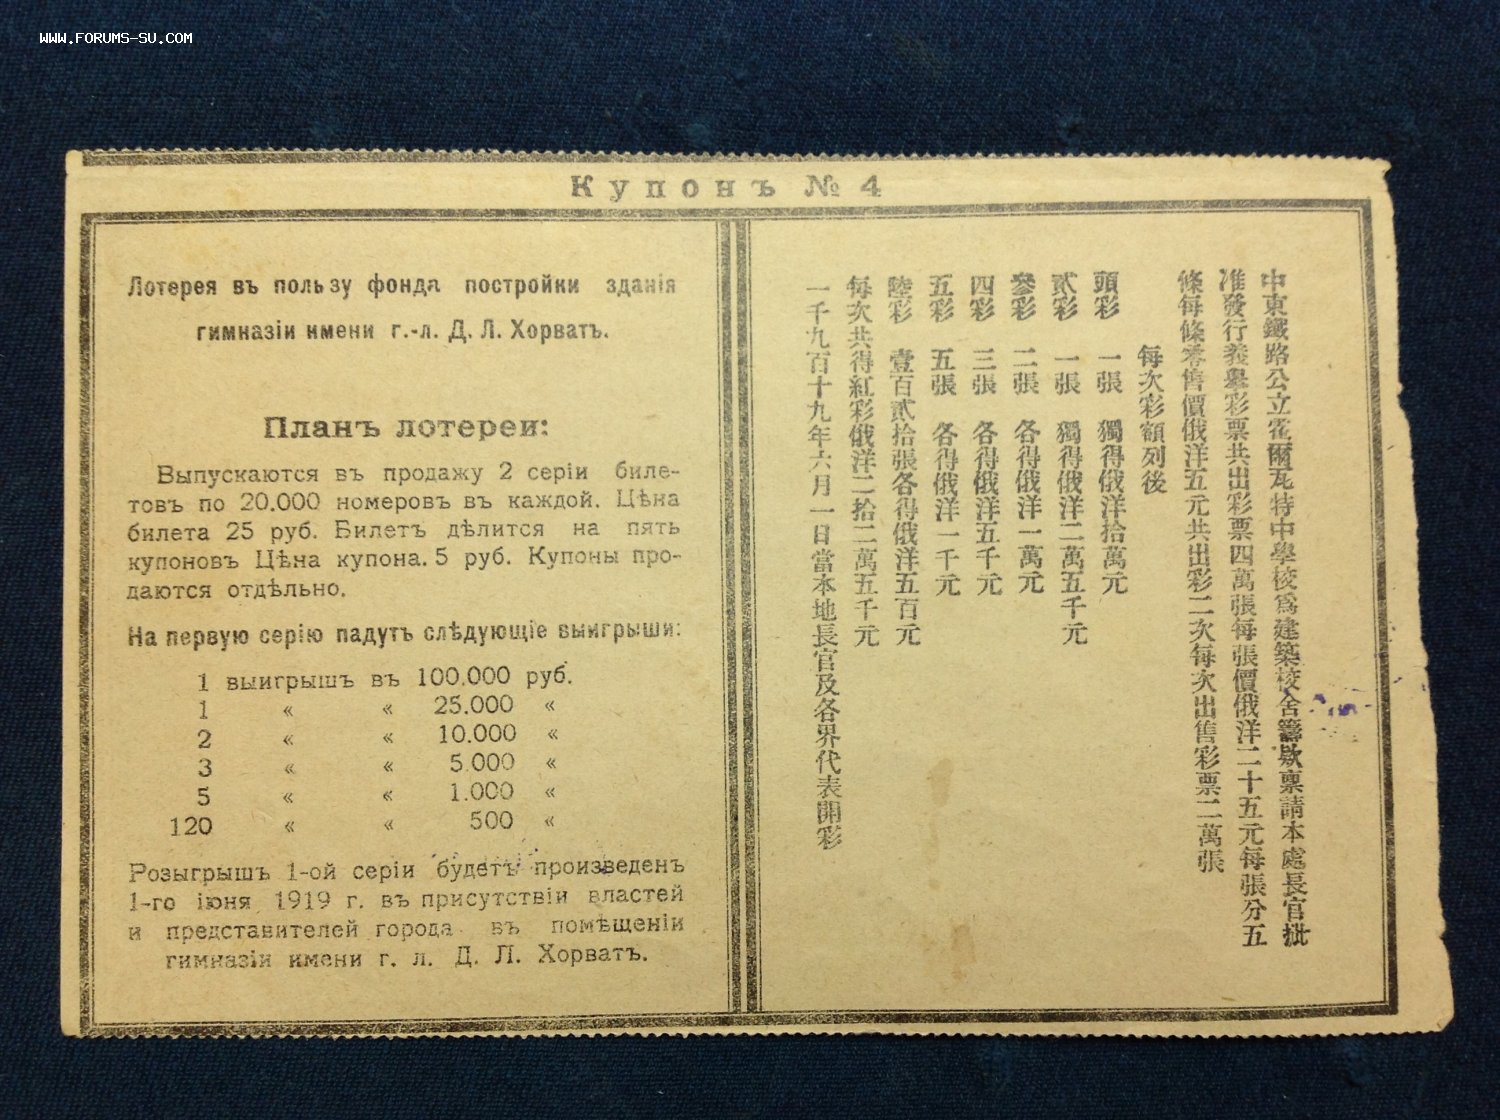 WWW.FORUMS-SU.COM
Купонъ № 4
Лотерея въ пользу фонда постройки зданія
гимназіи имени г.-л. Д. Л. Хорватъ.
Планъ лотереи:
Выпускаются въ продажу 2 серіи биле-
товъ по 20.000 номеровъ въ каждой. Цѣна
билета 25 руб. Билетъ дѣлится на пять
купоновъ Цѣна купона. 5 руб. Купоны про-
даются отдѣльно.
На первую серію падутъ слѣдующіе выигрыши:
1 выигрышъ въ 100.000 руб.
1 « « 25.000 «
2 « « 10.000 «
3 « « 5.000 «
5 « « 1.000 «
120 « « 500 «
Розыгрышъ 1-ой серіи будетъ произведенъ
1-го іюня 1919 г. въ присутствіи властей
и представителей города въ помѣщеніи
гимназіи имени г. л. Д. Л. Хорватъ.
中東鐵路公立霍爾瓦特中學校爲建築校舍籌欵稟請本處長官批
准發行義舉彩票共出彩票四萬張每張價俄洋二十五元每張分五
條每條零售價俄洋五元共出彩二次每次出售彩票二萬張
每次彩額列後
頭彩 一張 獨得俄洋拾萬元
貳彩 一張 獨得俄洋二萬五千元
參彩 二張 各得俄洋一萬元
四彩 三張 各得俄洋五千元
五彩 五張 各得俄洋一千元
陸彩 壹百貳拾張各得俄洋五百元
每次共得紅彩俄洋二拾二萬五千元
一千九百十九年六月一日當本地長官及各界代表開彩